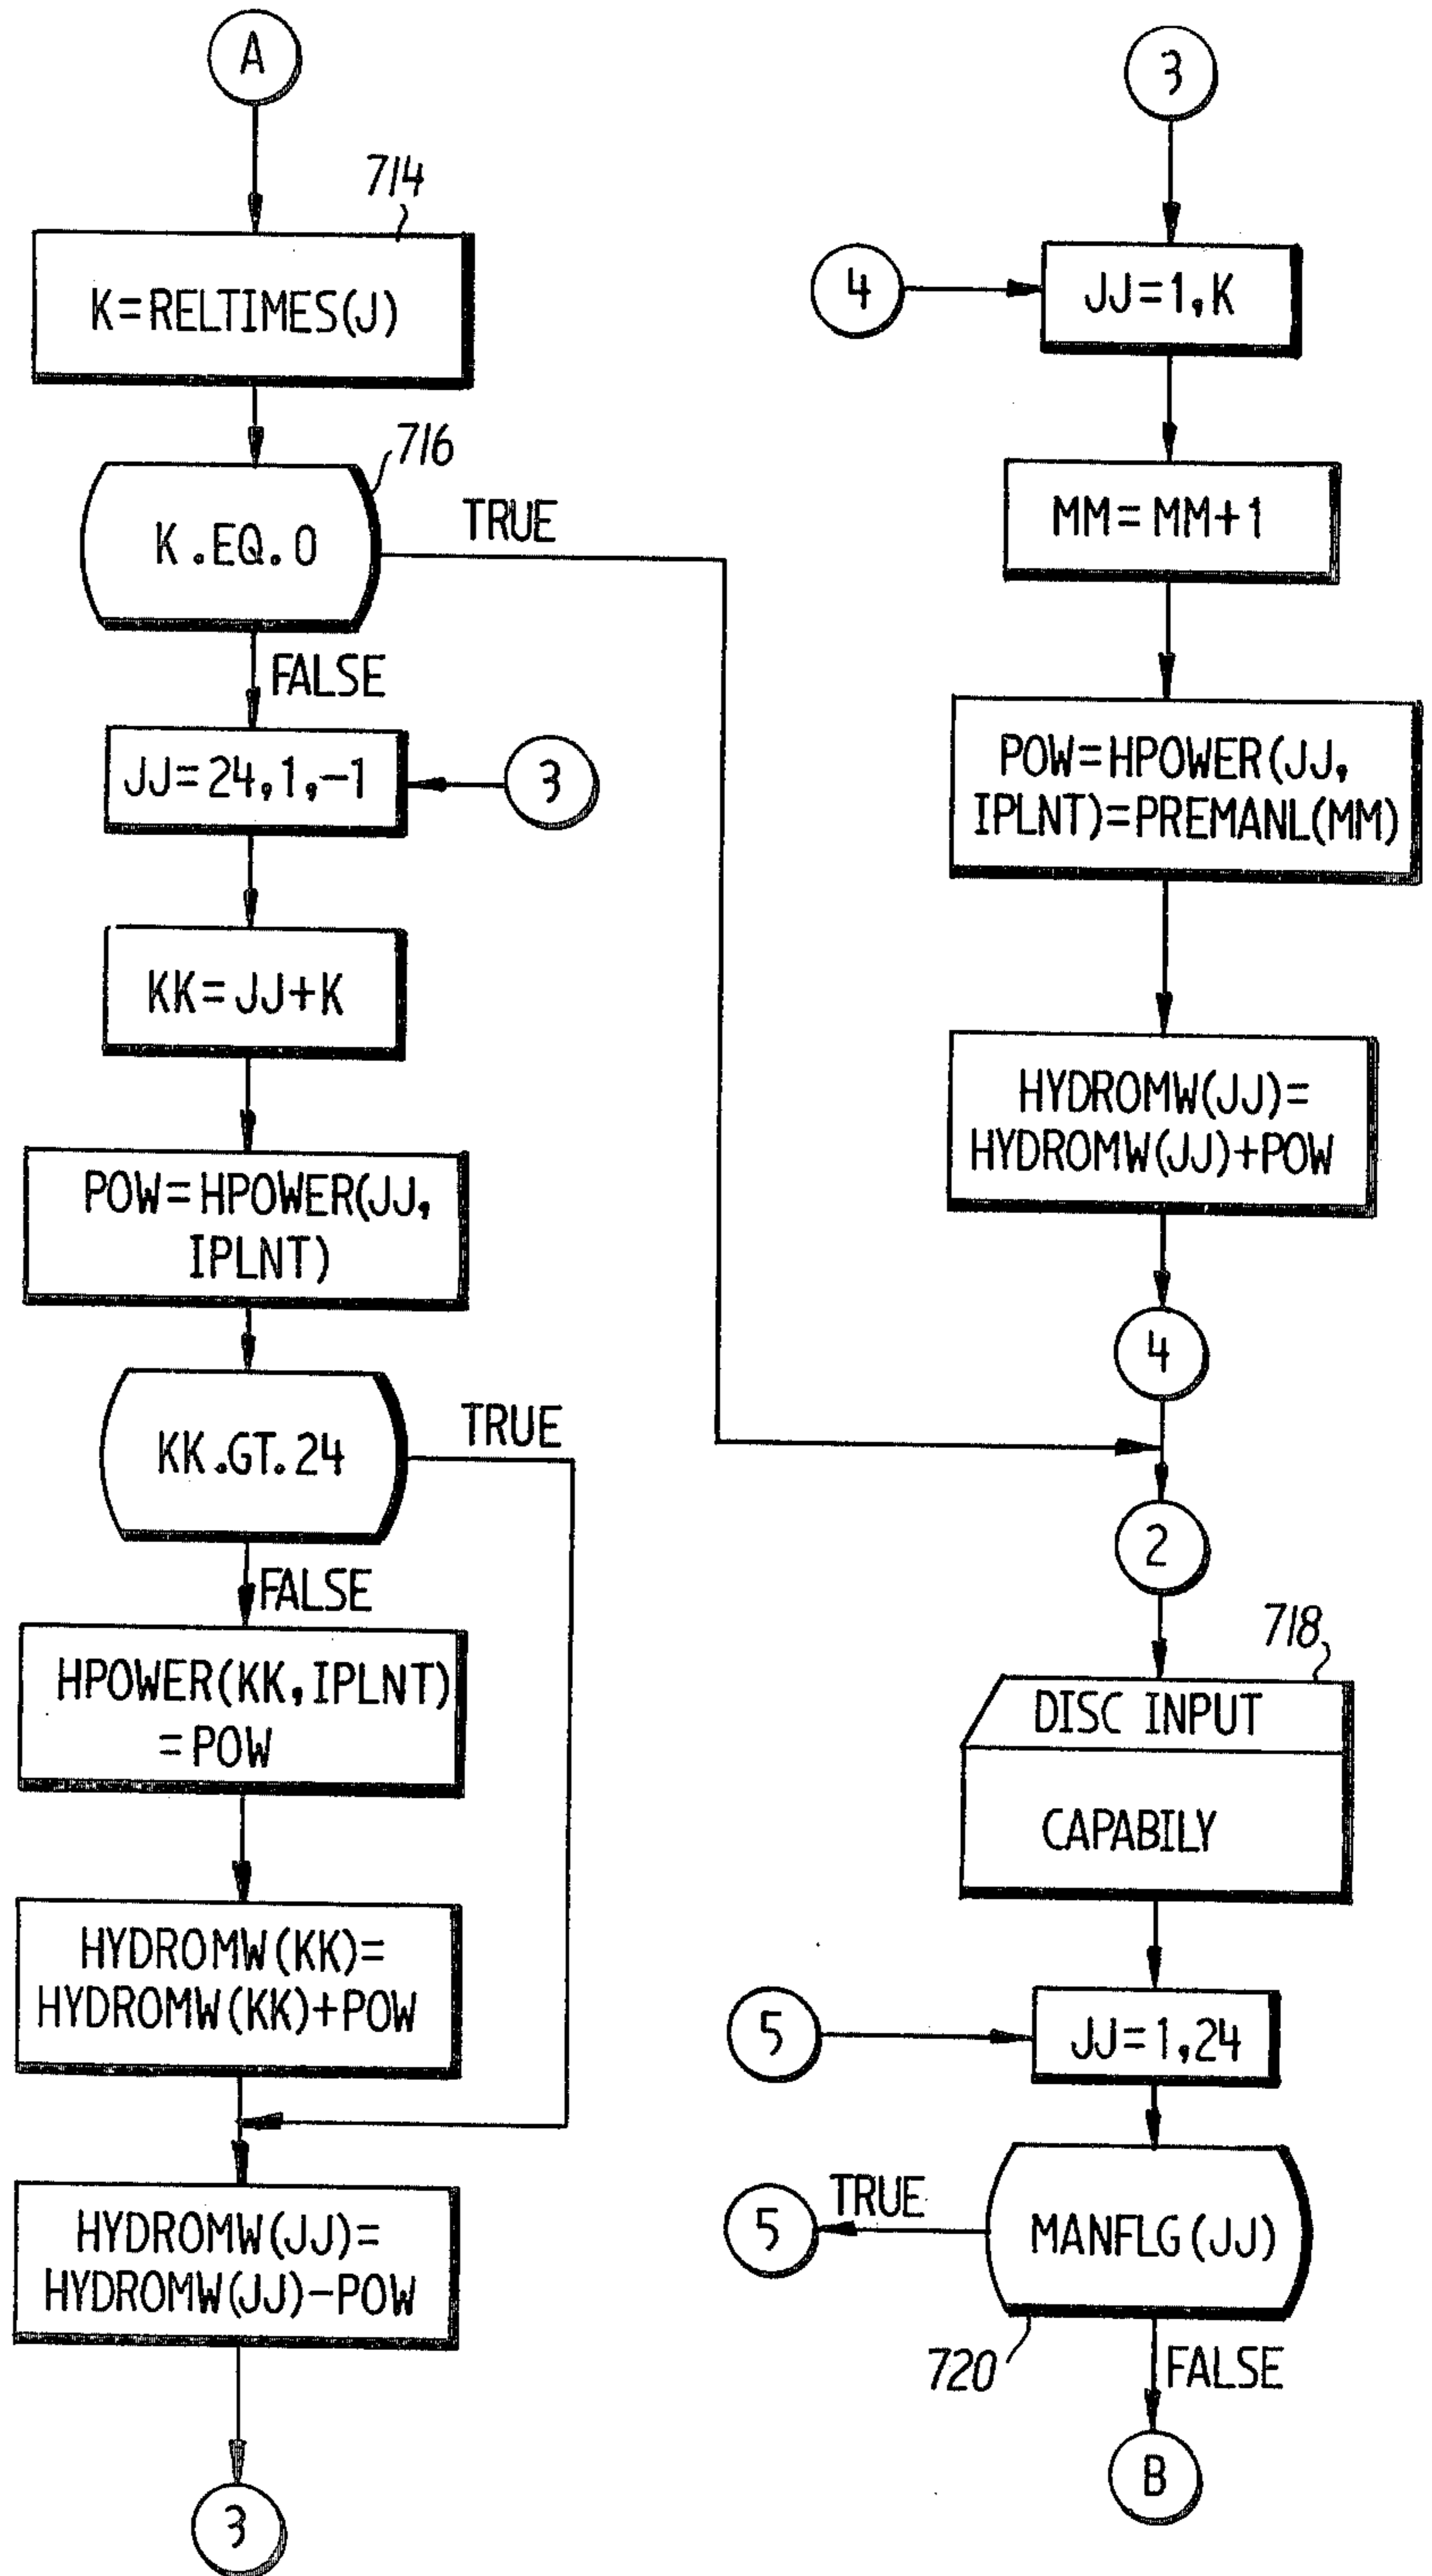 A
714
K=RELTIMES(J)
716
K.EQ.0
TRUE
FALSE
JJ=24,1,-1
3
KK=JJ+K
POW=HPOWER(JJ,
IPLNT)
KK.GT.24
TRUE
FALSE
HPOWER(KK,IPLNT)
=POW
HYDROMW(KK)=
HYDROMW(KK)+POW
HYDROMW(JJ)=
HYDROMW(JJ)-POW
3
3
4
JJ=1,K
MM=MM+1
POW=HPOWER(JJ,
IPLNT)=PREMANL(MM)
HYDROMW(JJ)=
HYDROMW(JJ)+POW
4
2
718
DISC INPUT
CAPABILY
5
JJ=1,24
5
TRUE
MANFLG(JJ)
720
FALSE
B